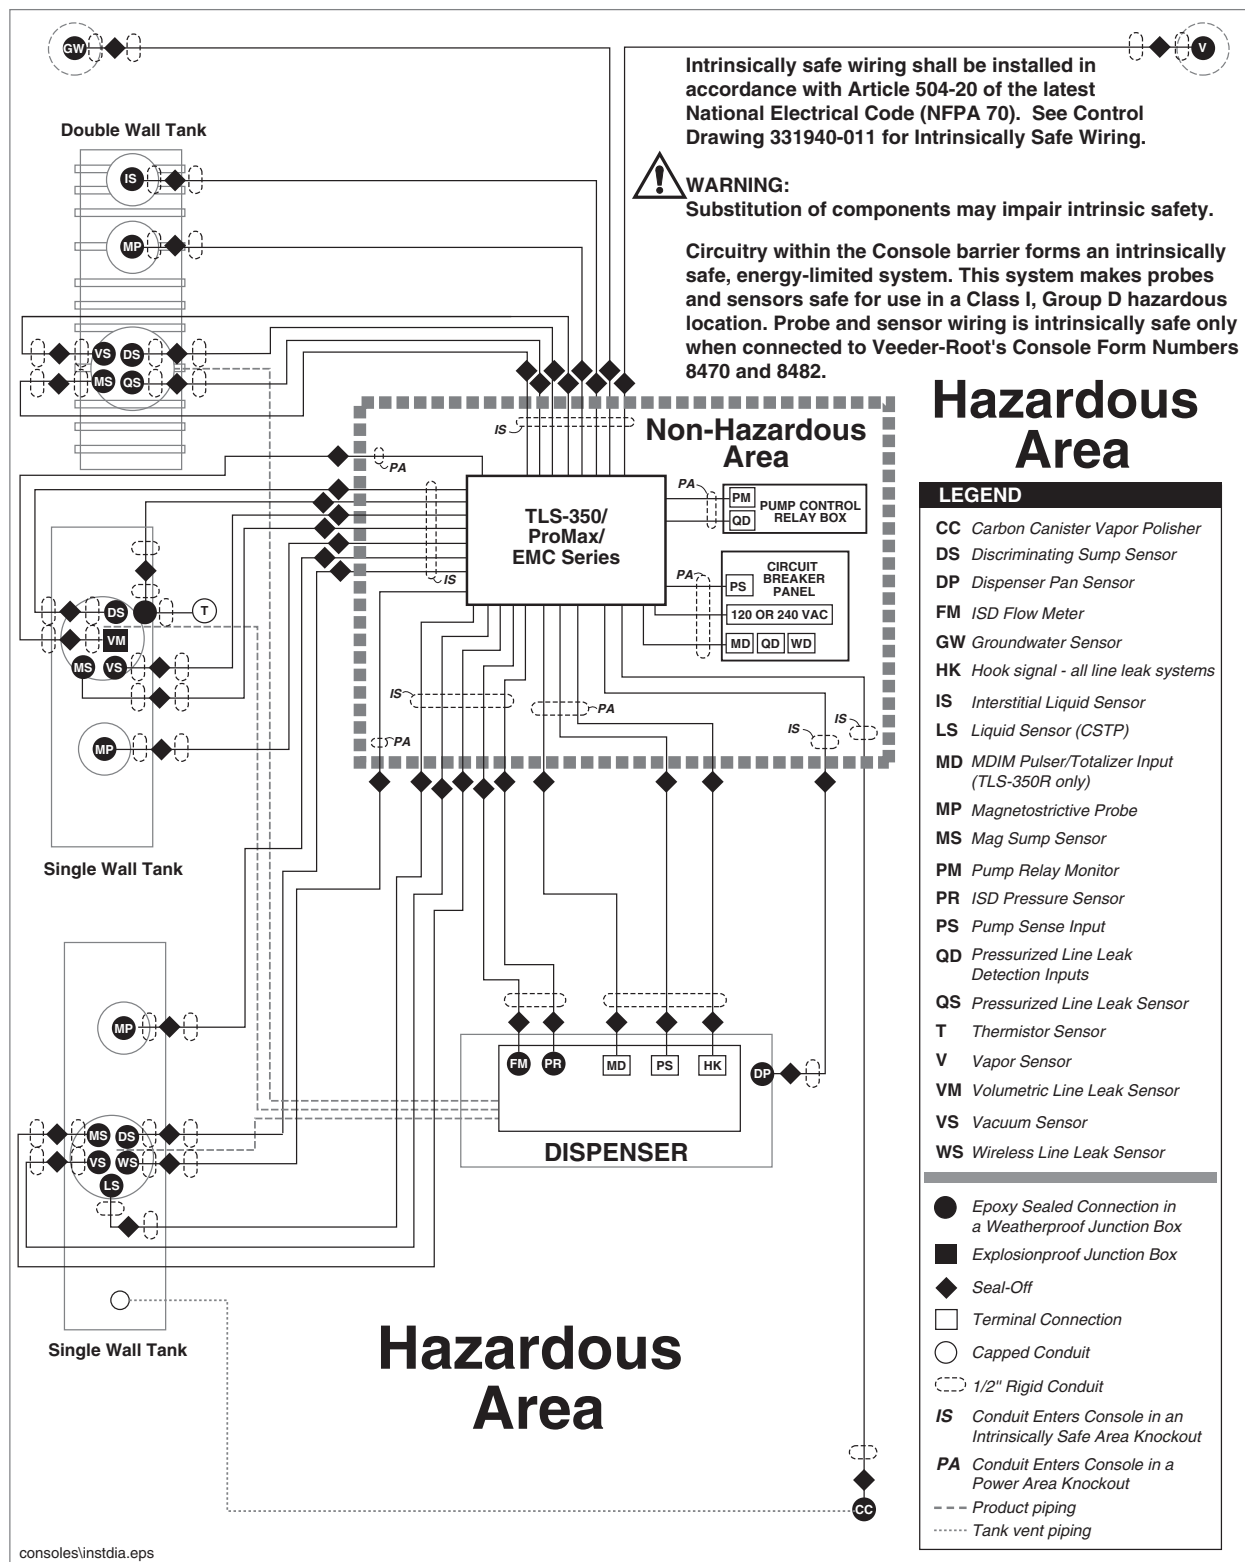 GW
V
Intrinsically safe wiring shall be installed in
accordance with Article 504-20 of the latest
National Electrical Code (NFPA 70).  See Control
Drawing 331940-011 for Intrinsically Safe Wiring.
Double Wall Tank
IS
!
WARNING:
Substitution of components may impair intrinsic safety.
MP
Circuitry within the Console barrier forms an intrinsically
safe, energy-limited system. This system makes probes
and sensors safe for use in a Class I, Group D hazardous
location. Probe and sensor wiring is intrinsically safe only
when connected to Veeder-Root's Console Form Numbers
8470 and 8482.
VS DS
MS QS
Hazardous
Area
IS
Non-Hazardous
Area
PA
PA
PM
QD
PUMP CONTROL
RELAY BOX
TLS-350/
ProMax/
EMC Series
IS
PA
CIRCUIT
BREAKER
PANEL
PS
120 OR 240 VAC
MD QD WD
DS
T
VM
MS VS
MP
Single Wall Tank
IS
PA
IS
IS
PA
MP
FM PR MD PS HK
DP
DISPENSER
MS DS
VS WS
LS
Single Wall Tank
Hazardous
Area
CC
LEGEND
CC Carbon Canister Vapor Polisher
DS Discriminating Sump Sensor
DP Dispenser Pan Sensor
FM ISD Flow Meter
GW Groundwater Sensor
HK Hook signal - all line leak systems
IS Interstitial Liquid Sensor
LS Liquid Sensor (CSTP)
MD MDIM Pulser/Totalizer Input
(TLS-350R only)
MP Magnetostrictive Probe
MS Mag Sump Sensor
PM Pump Relay Monitor
PR ISD Pressure Sensor
PS Pump Sense Input
QD Pressurized Line Leak
Detection Inputs
QS Pressurized Line Leak Sensor
T Thermistor Sensor
V Vapor Sensor
VM Volumetric Line Leak Sensor
VS Vacuum Sensor
WS Wireless Line Leak Sensor
Epoxy Sealed Connection in
a Weatherproof Junction Box
Explosionproof Junction Box
Seal-Off
Terminal Connection
Capped Conduit
1/2" Rigid Conduit
IS Conduit Enters Console in an
Intrinsically Safe Area Knockout
PA Conduit Enters Console in a
Power Area Knockout
Product piping
Tank vent piping
consoles\instdia.eps